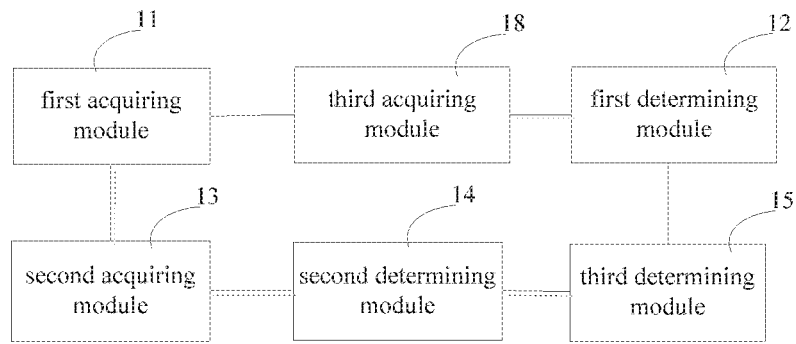 11
18
12
first acquiring
module
third acquiring
module
first determining
module
13
14
15
second acquiring
module
second determining
module
third determining
module